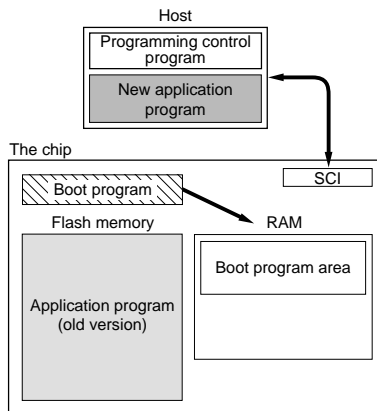 Host
Programming control
program
New application
program
The chip
SCI
Boot program
Flash memory
RAM
Boot program area
Application program
(old version)